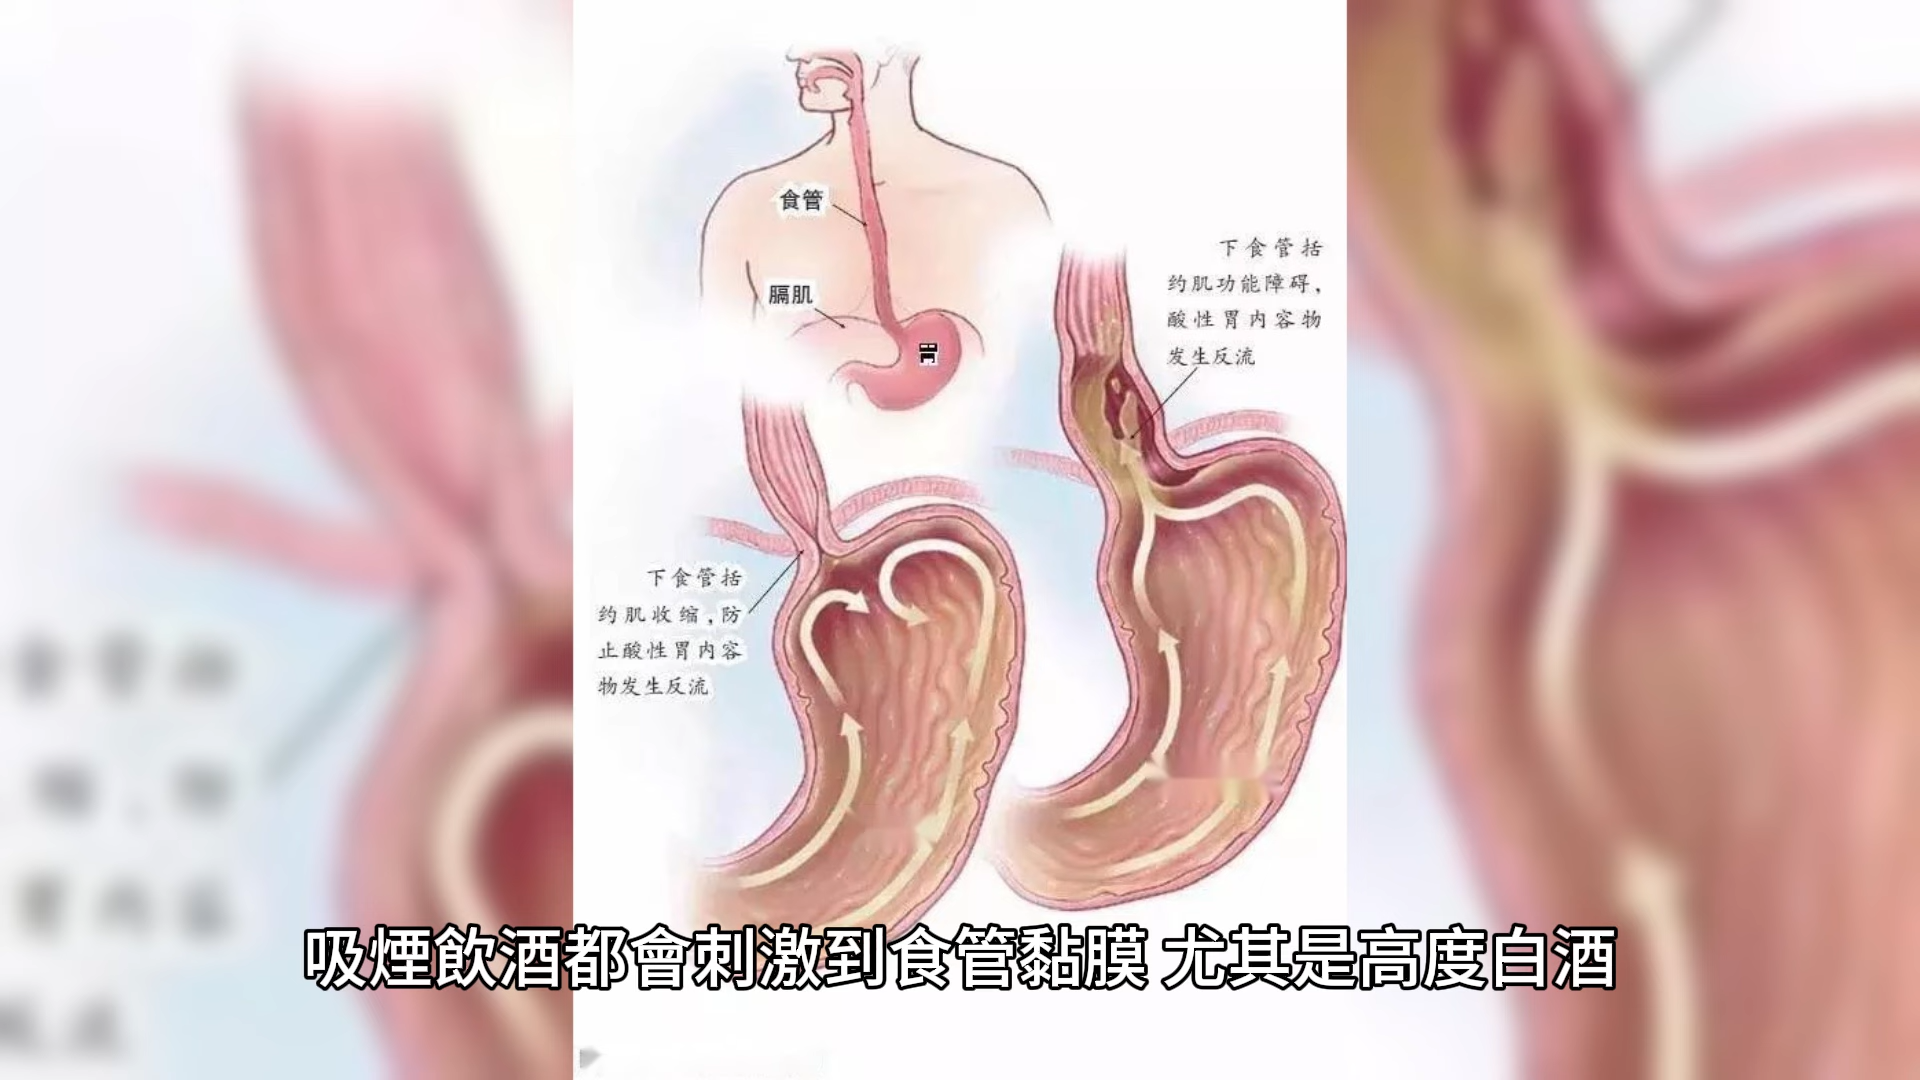 食管
膈肌
胃
下食管括
约肌功能障碍，
酸性胃内容物
发生反流
下食管括
约肌收缩，防
止酸性胃内容
物发生反流
吸煙飲酒都會刺激到食管黏膜 尤其是高度白酒